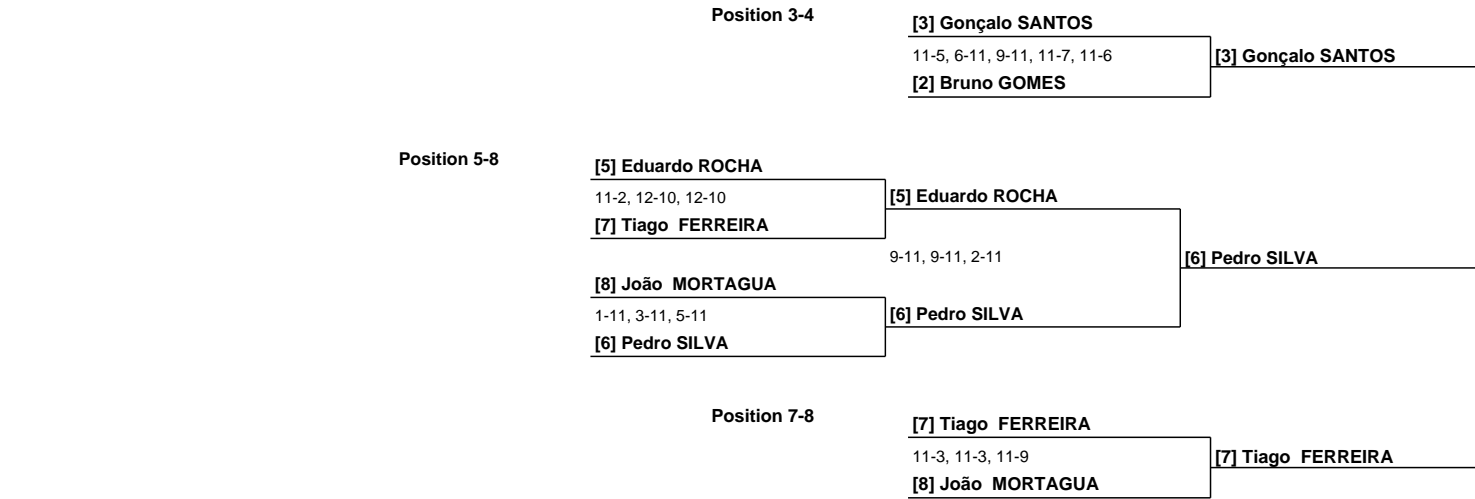 Position 3-4
[3] Gonçalo SANTOS
11-5, 6-11, 9-11, 11-7, 11-6
[3] Gonçalo SANTOS
[2] Bruno GOMES
Position 5-8
[5] Eduardo ROCHA
11-2, 12-10, 12-10
[5] Eduardo ROCHA
[7] Tiago  FERREIRA
9-11, 9-11, 2-11
[6] Pedro SILVA
[8] João  MORTAGUA
1-11, 3-11, 5-11
[6] Pedro SILVA
[6] Pedro SILVA
Position 7-8
[7] Tiago  FERREIRA
11-3, 11-3, 11-9
[7] Tiago  FERREIRA
[8] João  MORTAGUA